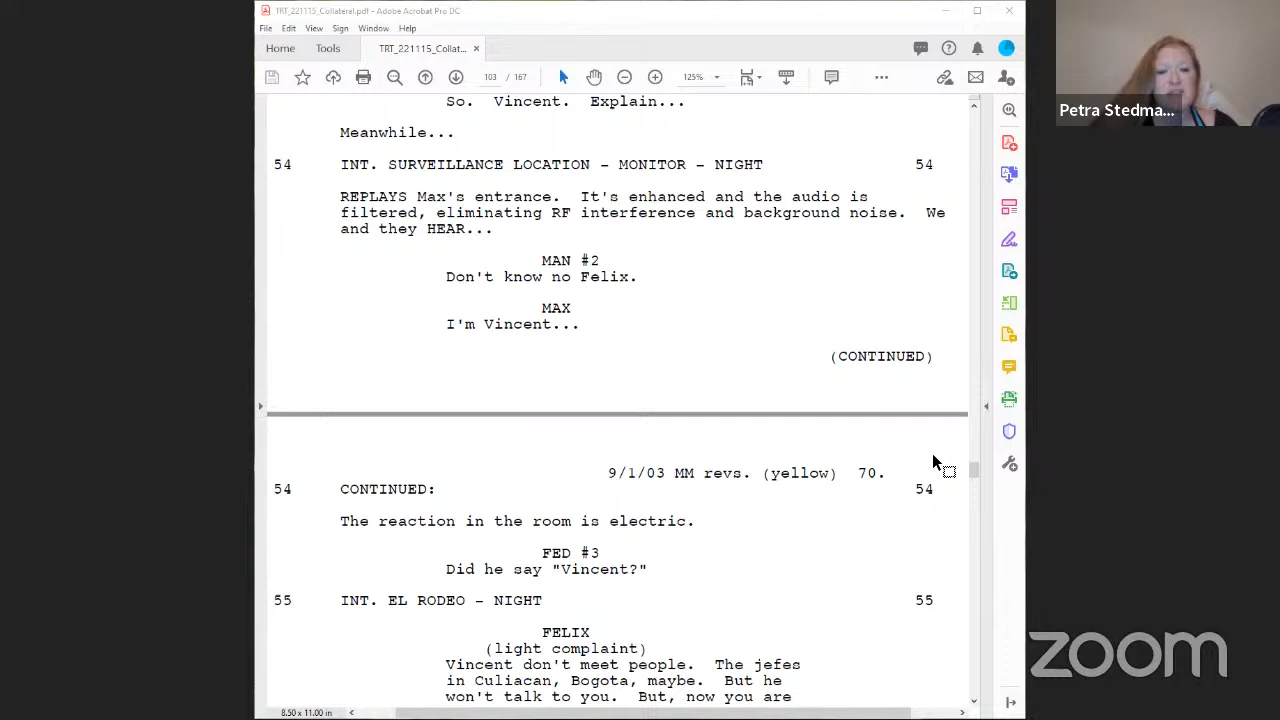 TRT_221115_Collateral.pdf - Adobe Acrobat Pro DC
File Edit View Sign Window Help
Home Tools TRT_221115_Collat... ×
103 / 167 125%
So. Vincent. Explain...
Meanwhile...
54 INT. SURVEILLANCE LOCATION - MONITOR - NIGHT 54
REPLAYS Max's entrance. It's enhanced and the audio is
filtered, eliminating RF interference and background noise. We
and they HEAR...
MAN #2
Don't know no Felix.
MAX
I'm Vincent...
(CONTINUED)
9/1/03 MM revs. (yellow) 70.
54 CONTINUED: 54
The reaction in the room is electric.
FED #3
Did he say "Vincent?"
55 INT. EL RODEO - NIGHT 55
FELIX
(light complaint)
Vincent don't meet people. The jefes
in Culiacan, Bogota, maybe. But he
won't talk to you. But, now you are
8.50 x 11.00 in
Petra Stedma...
zoom